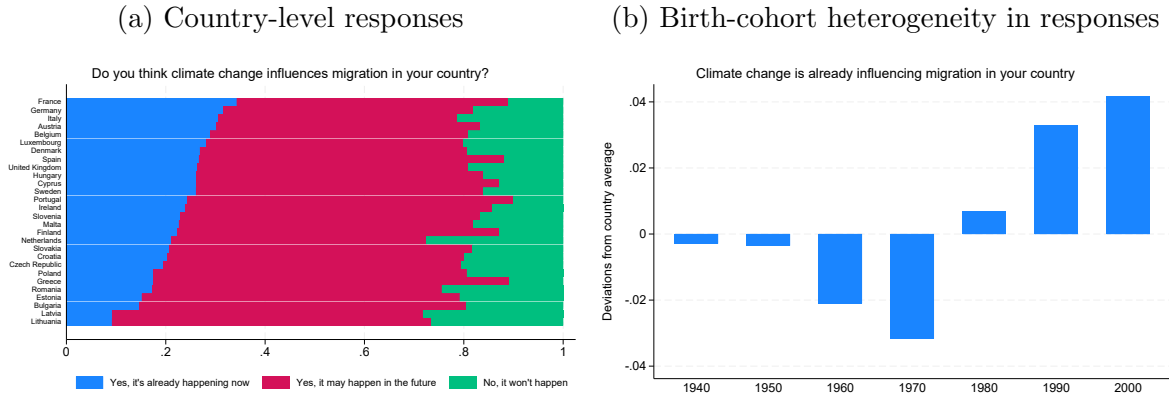 (a) Country-level responses
Do you think climate change influences migration in your country?
France
Germany
Italy
Austria
Belgium
Luxembourg
Denmark
Spain
United Kingdom
Hungary
Cyprus
Sweden
Portugal
Ireland
Slovenia
Malta
Finland
Netherlands
Slovakia
Croatia
Czech Republic
Poland
Greece
Romania
Estonia
Bulgaria
Latvia
Lithuania
0 .2 .4 .6 .8 1
Yes, it's already happening now Yes, it may happen in the future No, it won't happen
(b) Birth-cohort heterogeneity in responses
Climate change is already influencing migration in your country
Deviations from country average
.04
.02
0
-.02
-.04
1940 1950 1960 1970 1980 1990 2000